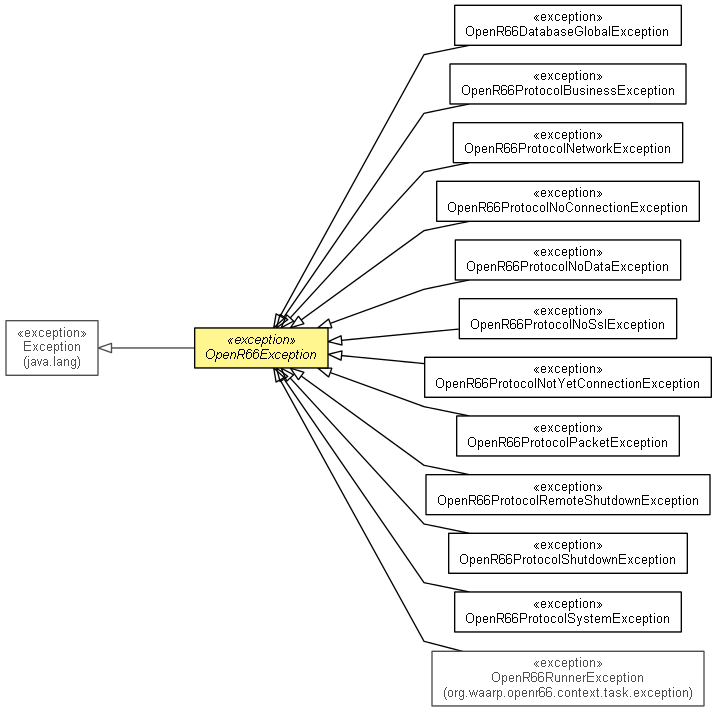 «exception»
OpenR66DatabaseGlobalException
«exception»
OpenR66ProtocolBusinessException
«exception»
OpenR66ProtocolNetworkException
«exception»
OpenR66ProtocolNoConnectionException
«exception»
OpenR66ProtocolNoDataException
«exception»
OpenR66ProtocolNoSslException
«exception»
Exception
(java.lang)
«exception»
OpenR66Exception
«exception»
OpenR66ProtocolNotYetConnectionException
«exception»
OpenR66ProtocolPacketException
«exception»
OpenR66ProtocolRemoteShutdownException
«exception»
OpenR66ProtocolShutdownException
«exception»
OpenR66ProtocolSystemException
«exception»
OpenR66RunnerException
(org.waarp.openr66.context.task.exception)